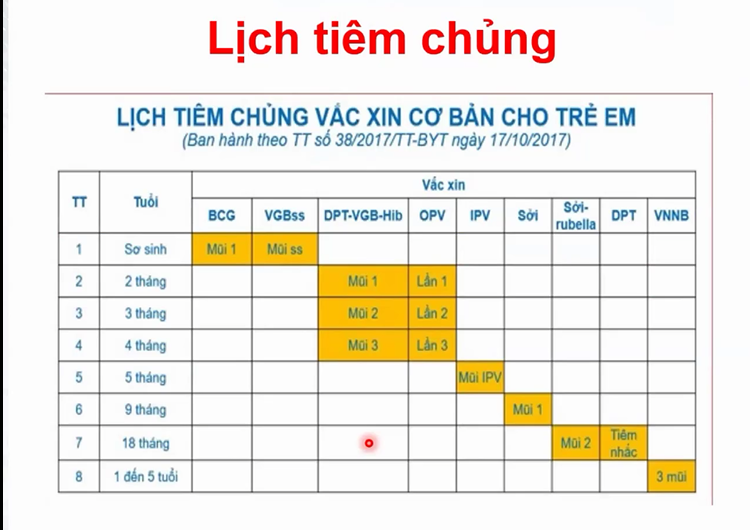 Lịch tiêm chủng
LỊCH TIÊM CHỦNG VẮC XIN CƠ BẢN CHO TRẺ EM
(Ban hành theo TT số 38/2017/TT-BYT ngày 17/10/2017)
TT Tuổi Vắc xin
BCG VGBss DPT-VGB-Hib OPV IPV Sởi Sởi-rubella DPT VNNB
1 Sơ sinh Mũi 1 Mũi ss
2 2 tháng Mũi 1 Lần 1
3 3 tháng Mũi 2 Lần 2
4 4 tháng Mũi 3 Lần 3
5 5 tháng Mũi IPV
6 9 tháng Mũi 1
7 18 tháng Mũi 2 Tiêm nhắc
8 1 đến 5 tuổi 3 mũi